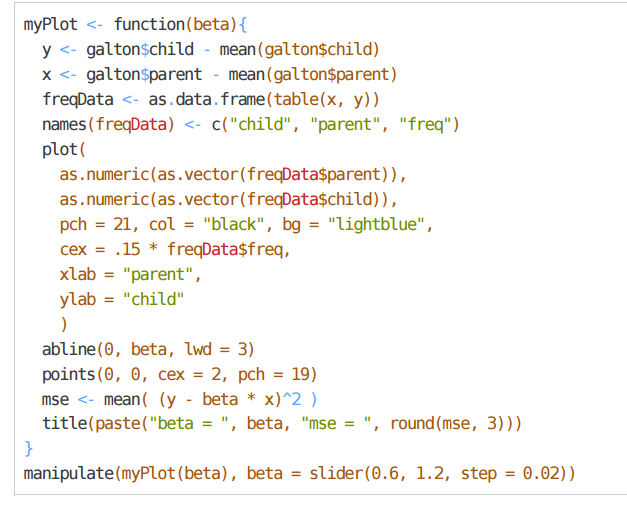 myPlot <- function(beta){
  y <- galton$child - mean(galton$child)
  x <- galton$parent - mean(galton$parent)
  freqData <- as.data.frame(table(x, y))
  names(freqData) <- c("child", "parent", "freq")
  plot(
    as.numeric(as.vector(freqData$parent)),
    as.numeric(as.vector(freqData$child)),
    pch = 21, col = "black", bg = "lightblue",
    cex = .15 * freqData$freq,
    xlab = "parent",
    ylab = "child"
    )
  abline(0, beta, lwd = 3)
  points(0, 0, cex = 2, pch = 19)
  mse <- mean( (y - beta * x)^2 )
  title(paste("beta = ", beta, "mse = ", round(mse, 3)))
}
manipulate(myPlot(beta), beta = slider(0.6, 1.2, step = 0.02))